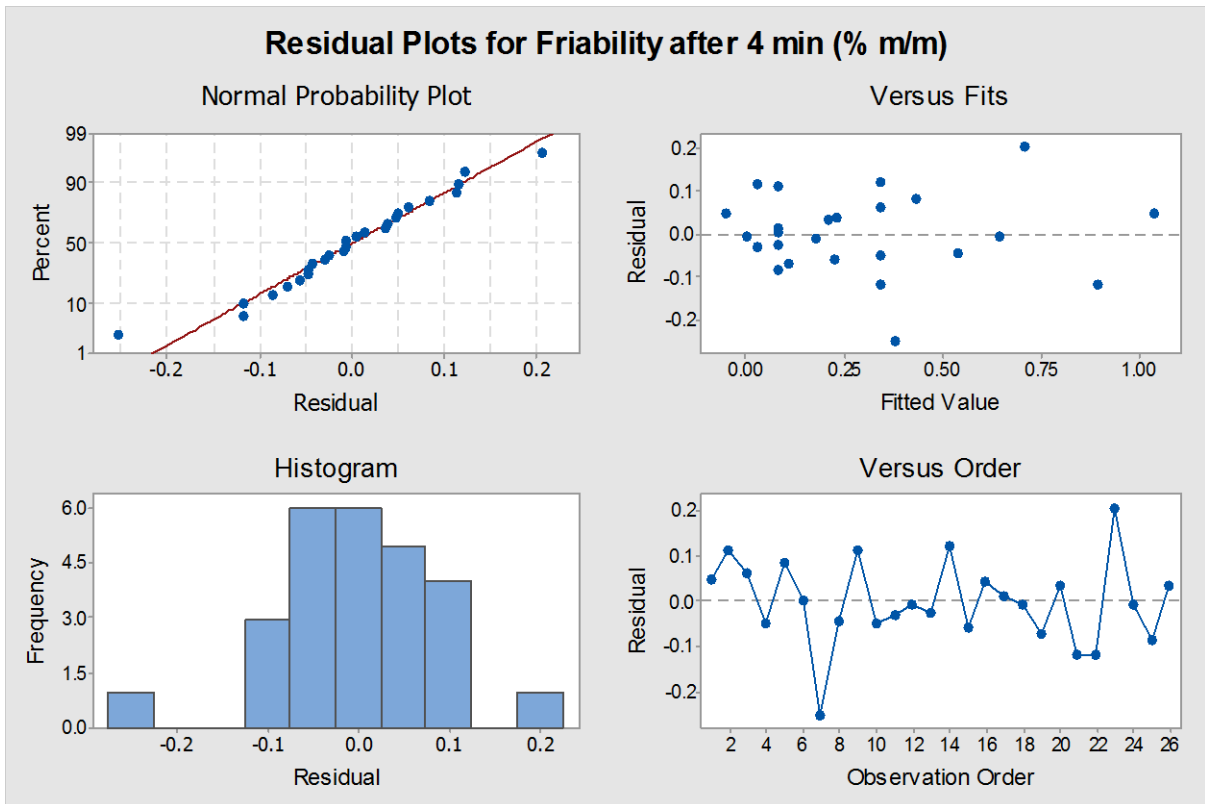 Residual Plots for Friability after 4 min (% m/m)
Normal Probability Plot
99
90
50
10
1
Percent
-0.2 -0.1 0.0 0.1 0.2
Residual
Versus Fits
0.2
0.1
0.0
-0.1
-0.2
Residual
0.00 0.25 0.50 0.75 1.00
Fitted Value
Histogram
6.0
4.5
3.0
1.5
0.0
Frequency
-0.2 -0.1 0.0 0.1 0.2
Residual
Versus Order
0.2
0.1
0.0
-0.1
-0.2
Residual
2 4 6 8 10 12 14 16 18 20 22 24 26
Observation Order